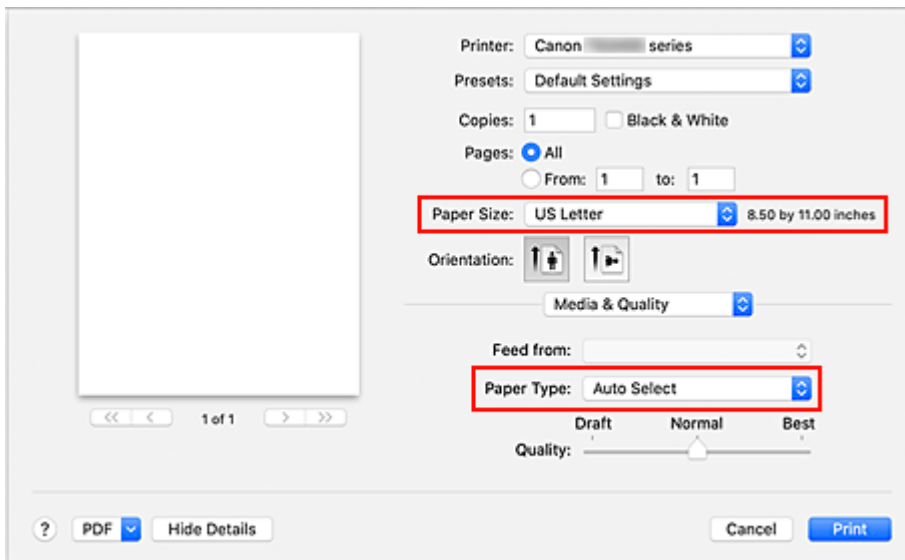 Printer: Canon series
Presets: Default Settings
Copies: 1 Black & White
Pages: All
From: 1 to: 1
Paper Size: US Letter 8.50 by 11.00 inches
Orientation:
Media & Quality
Feed from:
Paper Type: Auto Select
Draft Normal Best
Quality:
<< < 1 of 1 > >>
? PDF Hide Details Cancel Print